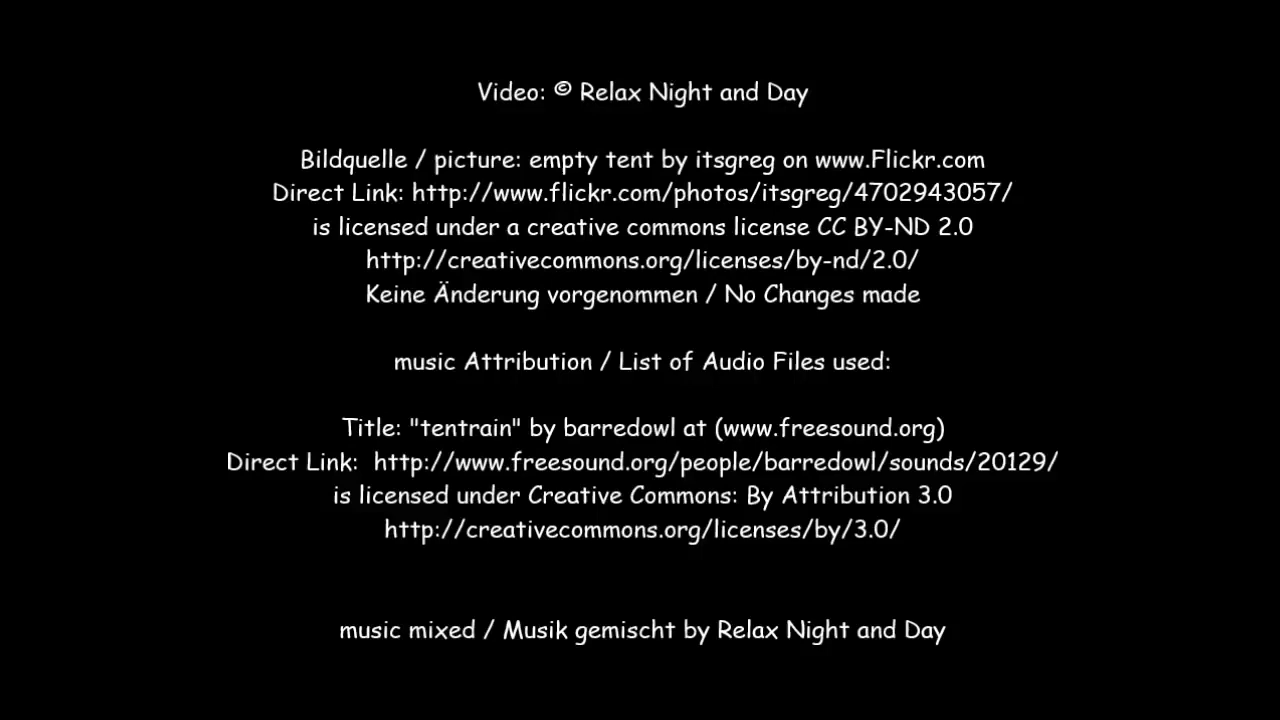 Video: © Relax Night and Day
Bildquelle / picture: empty tent by itsgreg on www.Flickr.com
Direct Link: http://www.flickr.com/photos/itsgreg/4702943057/
is licensed under a creative commons license CC BY-ND 2.0
http://creativecommons.org/licenses/by-nd/2.0/
Keine Änderung vorgenommen / No Changes made
music Attribution / List of Audio Files used:
Title: "tentrain" by barredowl at (www.freesound.org)
Direct Link:  http://www.freesound.org/people/barredowl/sounds/20129/
is licensed under Creative Commons: By Attribution 3.0
http://creativecommons.org/licenses/by/3.0/
music mixed / Musik gemischt by Relax Night and Day